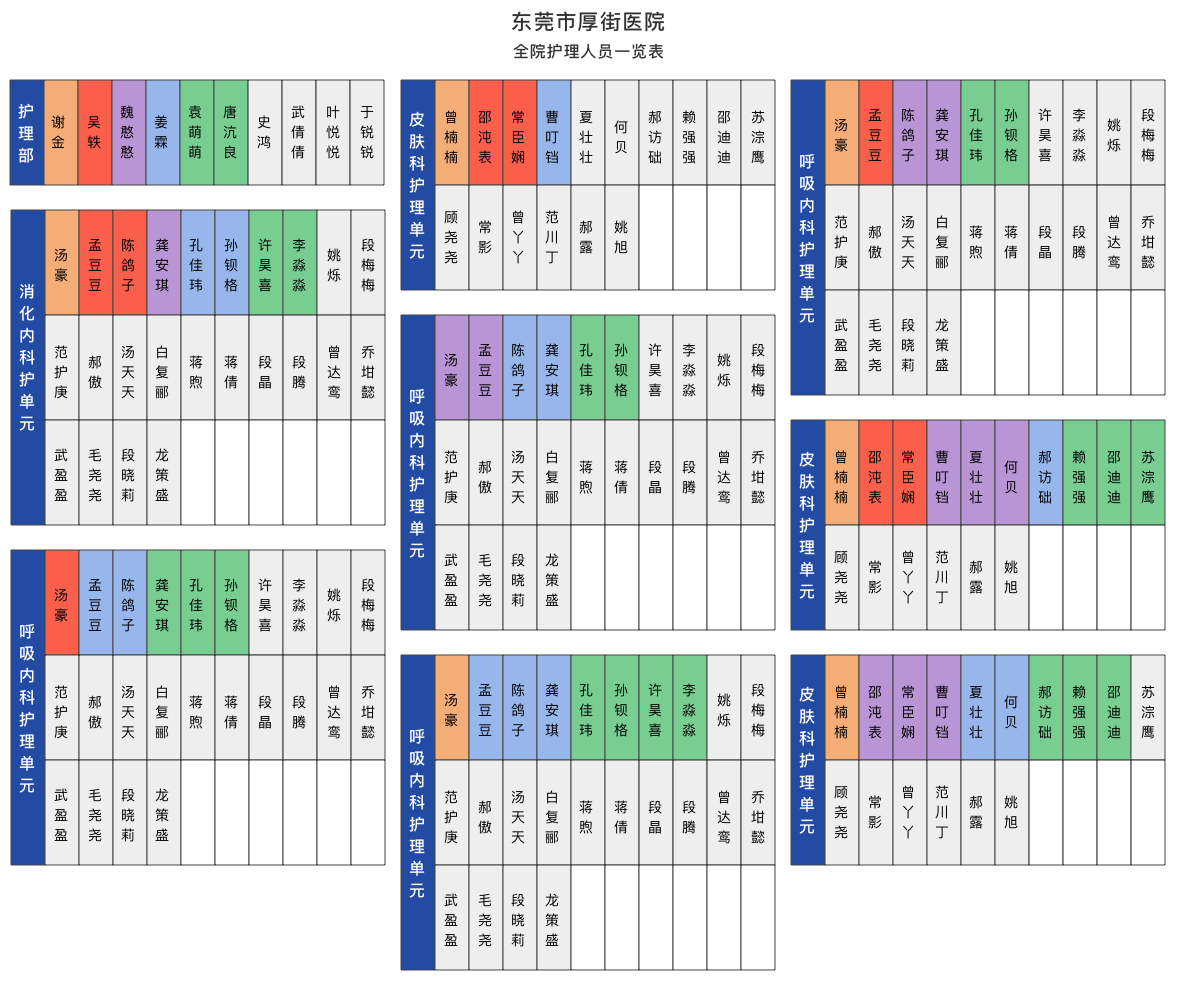 东莞市厚街医院
全院护理人员一览表
护理部
谢金
吴轶
魏憨憨
姜霖
袁萌萌
唐沆良
史鸿
武倩倩
叶悦悦
于锐锐
消化内科护单元
汤豪
孟豆豆
陈鸽子
龚安琪
孔佳玮
孙钡格
许昊喜
李淼淼
姚烁
段梅梅
范护庚
郝傲
汤天天
白复郦
蒋煦
蒋倩
段晶
段腾
曾达鸾
乔坩懿
武盈盈
毛尧尧
段晓莉
龙策盛
呼吸内科护理单元
汤豪
孟豆豆
陈鸽子
龚安琪
孔佳玮
孙钡格
许昊喜
李淼淼
姚烁
段梅梅
范护庚
郝傲
汤天天
白复郦
蒋煦
蒋倩
段晶
段腾
曾达鸾
乔坩懿
武盈盈
毛尧尧
段晓莉
龙策盛
皮肤科护理单元
曾楠楠
邵沌表
常臣娴
曹叮铛
夏壮壮
何贝
郝访础
赖强强
邵迪迪
苏淙鹰
顾尧尧
常影
曾丫丫
范川丁
郝露
姚旭
呼吸内科护理单元
汤豪
孟豆豆
陈鸽子
龚安琪
孔佳玮
孙钡格
许昊喜
李淼淼
姚烁
段梅梅
范护庚
郝傲
汤天天
白复郦
蒋煦
蒋倩
段晶
段腾
曾达鸾
乔坩懿
武盈盈
毛尧尧
段晓莉
龙策盛
呼吸内科护理单元
汤豪
孟豆豆
陈鸽子
龚安琪
孔佳玮
孙钡格
许昊喜
李淼淼
姚烁
段梅梅
范护庚
郝傲
汤天天
白复郦
蒋煦
蒋倩
段晶
段腾
曾达鸾
乔坩懿
武盈盈
毛尧尧
段晓莉
龙策盛
呼吸内科护理单元
汤豪
孟豆豆
陈鸽子
龚安琪
孔佳玮
孙钡格
许昊喜
李淼淼
姚烁
段梅梅
范护庚
郝傲
汤天天
白复郦
蒋煦
蒋倩
段晶
段腾
曾达鸾
乔坩懿
武盈盈
毛尧尧
段晓莉
龙策盛
皮肤科护理单元
曾楠楠
邵沌表
常臣娴
曹叮铛
夏壮壮
何贝
郝访础
赖强强
邵迪迪
苏淙鹰
顾尧尧
常影
曾丫丫
范川丁
郝露
姚旭
皮肤科护理单元
曾楠楠
邵沌表
常臣娴
曹叮铛
夏壮壮
何贝
郝访础
赖强强
邵迪迪
苏淙鹰
顾尧尧
常影
曾丫丫
范川丁
郝露
姚旭